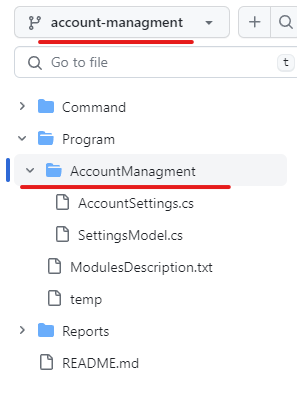 account-managment
Go to file t
Command
Program
AccountManagment
AccountSettings.cs
SettingsModel.cs
ModulesDescription.txt
temp
Reports
README.md